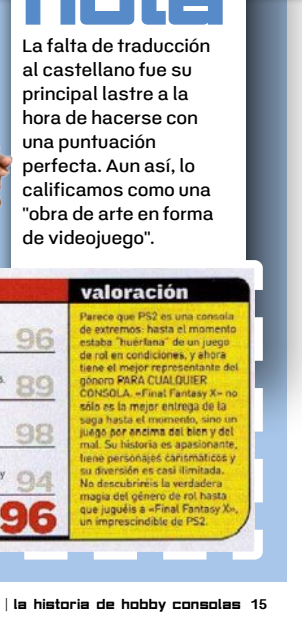 nota
La falta de traducción
al castellano fue su
principal lastre a la
hora de hacerse con
una puntuación
perfecta. Aun así, lo
calificamos como una
"obra de arte en forma
de videojuego".
valoración
Parece que PS2 es una consola
de extremos: hasta el momento
estaba "huérfana" de un juego
de rol en condiciones, y ahora
tiene el mejor representante del
género PARA CUALQUIER
CONSOLA. «Final Fantasy X» no
sólo es la mejor entrega de la
saga hasta el momento, sino un
juego por encima del bien y del
mal. Su historia es apasionante,
tiene personajes carismáticos y
su diversión es casi ilimitada.
No descubriréis la verdadera
magia del género de rol hasta
que juguéis a «Final Fantasy X»,
un imprescindible de PS2.
96
s. 89
98
y 94
96
| la historia de hobby consolas 15